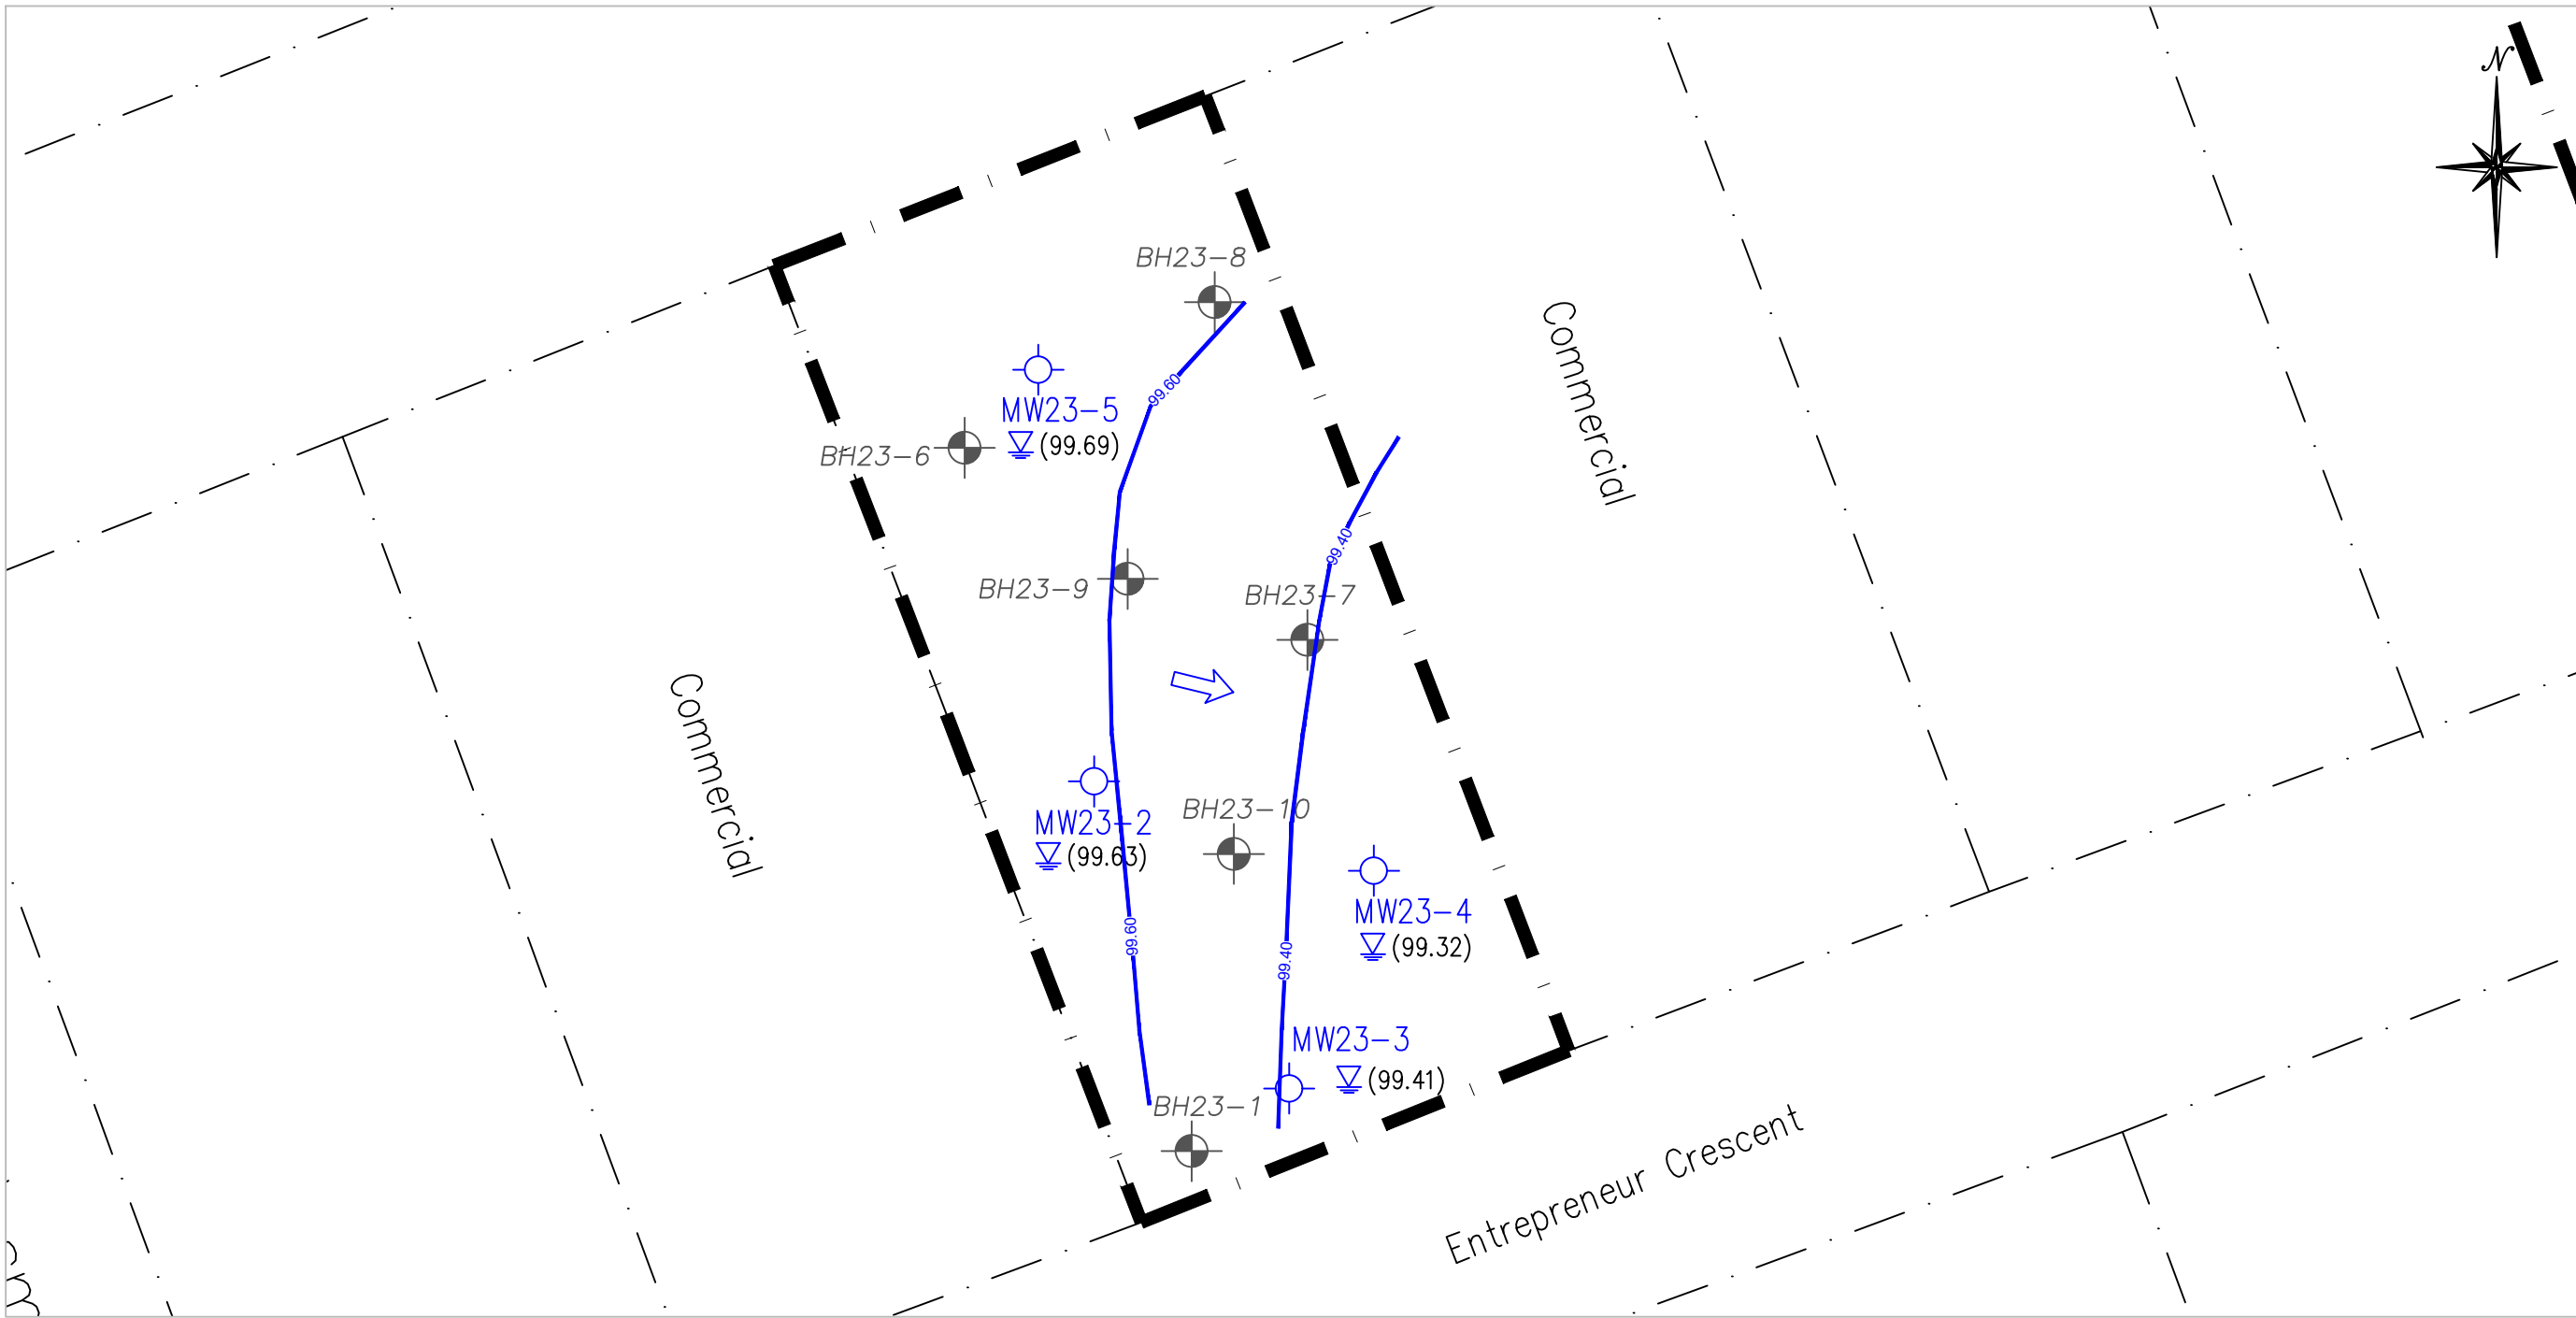 N
BH23-8
99.60
MW23-5
(99.69)
BH23-6
Commercial
99.40
BH23-9
BH23-7
Commercial
MW23-2
(99.63)
BH23-10
MW23-4
(99.32)
99.60
99.40
MW23-3
(99.41)
BH23-1
Entrepreneur Crescent